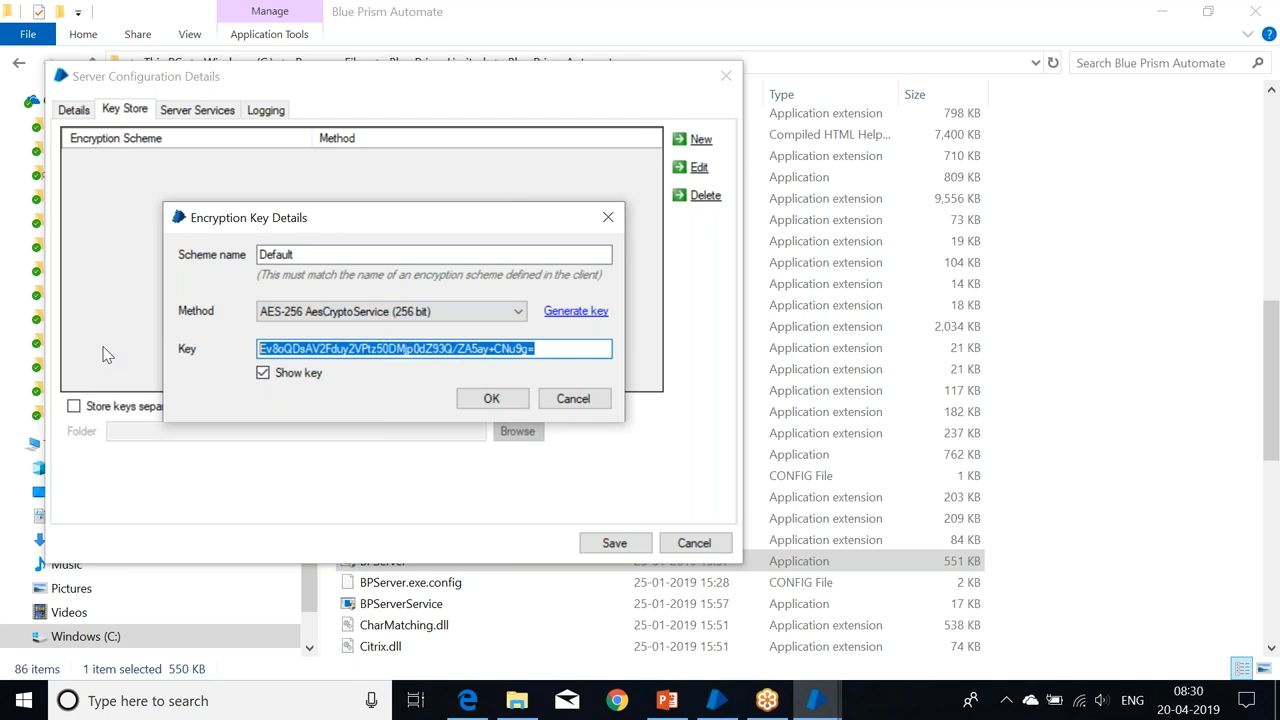 Manage
Blue Prism Automate
File
Home
Share
View
Application Tools
Search Blue Prism Automate
Server Configuration Details
Details
Key Store
Server Services
Logging
Encryption Scheme
Method
New
Edit
Delete
Encryption Key Details
Scheme name
Default
(This must match the name of an encryption scheme defined in the client)
Method
AES-256 AesCryptoService (256 bit)
Generate key
Key
Ev8oQDsAV2Fduy2VPtz50DMjp0dZ93Q/ZA5ay+CNu9g=
Show key
OK
Cancel
Store keys sepa
Folder
Browse
Save
Cancel
Type
Size
Application extension 798 KB
Compiled HTML Help... 7,400 KB
Application extension 710 KB
Application 809 KB
Application extension 9,556 KB
Application extension 73 KB
Application extension 19 KB
Application extension 104 KB
Application extension 14 KB
Application extension 18 KB
Application extension 2,034 KB
Application extension 21 KB
Application extension 21 KB
Application extension 117 KB
Application extension 182 KB
Application extension 237 KB
Application extension 762 KB
CONFIG File 1 KB
Application extension 203 KB
Application extension 209 KB
Application extension 84 KB
Application 551 KB
BPServer.exe.config 25-01-2019 15:28 CONFIG File 2 KB
BPServerService 25-01-2019 15:57 Application 17 KB
CharMatching.dll 25-01-2019 15:51 Application extension 538 KB
Citrix.dll 25-01-2019 15:51 Application extension 74 KB
Music
Pictures
Videos
Windows (C:)
86 items
1 item selected 550 KB
Type here to search
ENG
08:30
20-04-2019